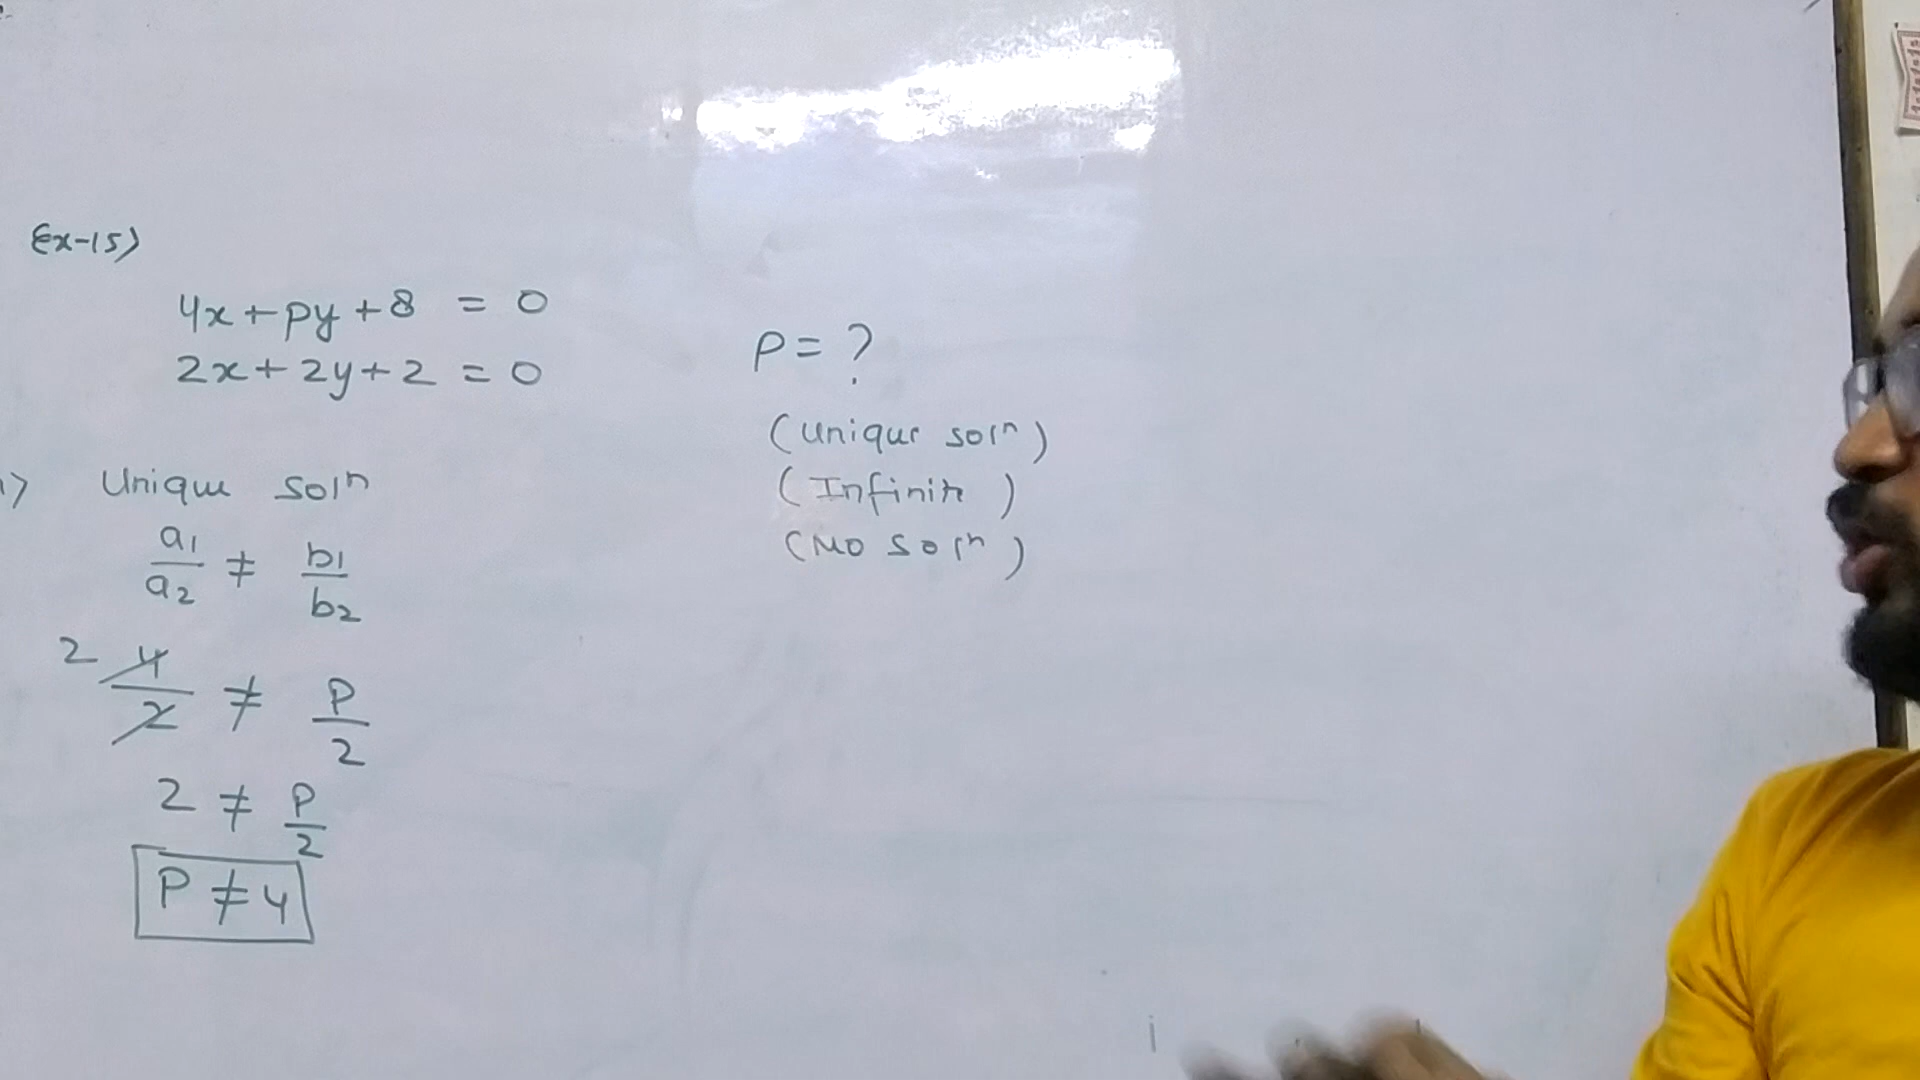 Ex-15)
4x + py + 8 = 0
2x + 2y + 2 = 0
P = ?
(Unique solⁿ)
(Infinite)
(No solⁿ)
Unique solⁿ
a₁/a₂ ≠ b₁/b₂
2 4/2 ≠ P/2
2 ≠ P/2
P ≠ 4